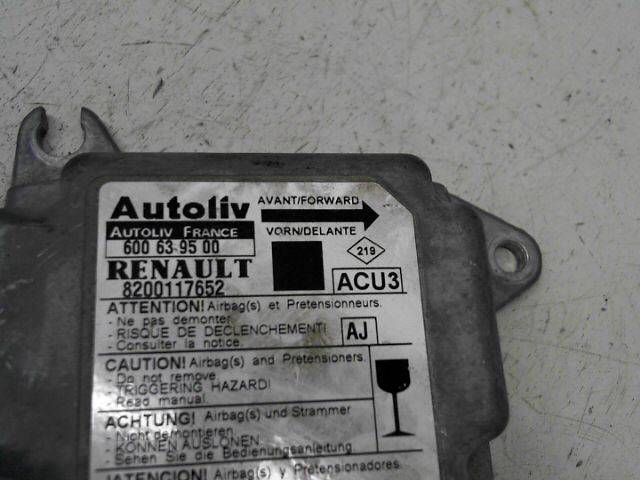 Autoliv
AVANT/FORWARD
AUTOLIV FRANCE
VORN/DELANTE
600 63 95 00
219
RENAULT
ACU3
8200117652
ATTENTION! Airbag(s) et Pretensionneurs.
- Ne pas demonter.
- RISQUE DE DECLENCHEMENT!
AJ
- Consulter la notice.
CAUTION! Airbag(s) and Pretensioners.
- Do not remove.
- TRIGGERING HAZARD!
- Read manual.
ACHTUNG! Airbag(s) und Strammer
- Nicht demontieren.
- KÖNNEN AUSLÖSEN
- Sehen Sie die Bedienungsanleitung.
¡ATENCION! Airbag(s) y Pretensionadores.